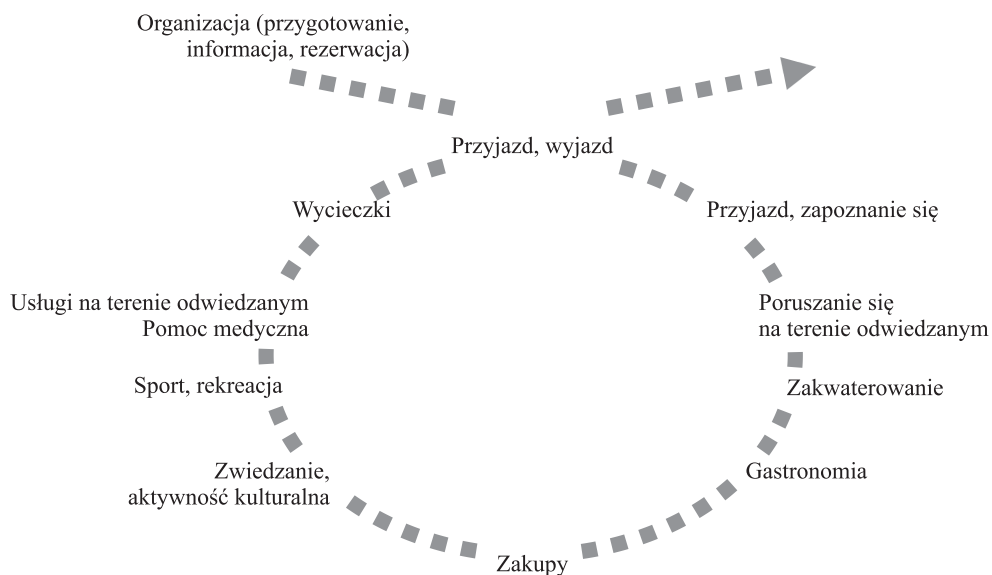 Organizacja (przygotowanie,
informacja, rezerwacja)
Przyjazd, wyjazd
Wycieczki
Przyjazd, zapoznanie się
Usługi na terenie odwiedzanym
Pomoc medyczna
Poruszanie się
na terenie odwiedzanym
Sport, rekreacja
Zakwaterowanie
Zwiedzanie,
aktywność kulturalna
Gastronomia
Zakupy